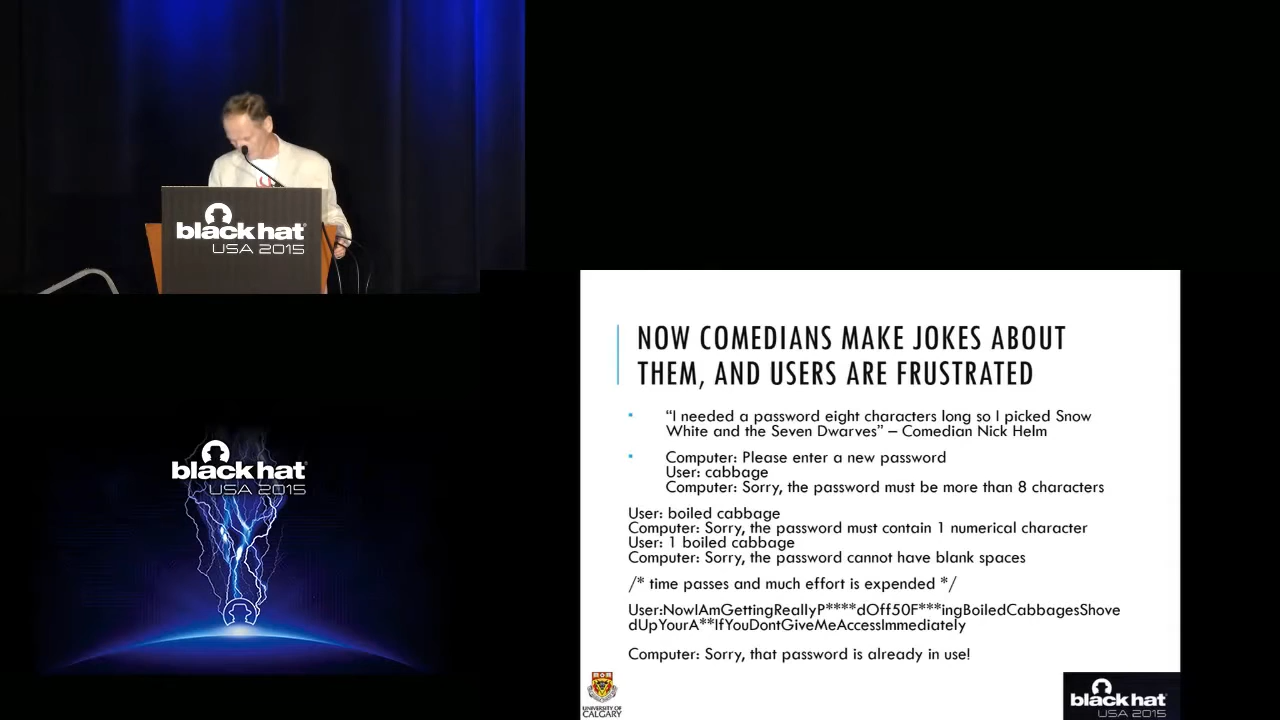 black hat
USA 2015
NOW COMEDIANS MAKE JOKES ABOUT
THEM, AND USERS ARE FRUSTRATED
“I needed a password eight characters long so I picked Snow
White and the Seven Dwarves” – Comedian Nick Helm
Computer: Please enter a new password
User: cabbage
Computer: Sorry, the password must be more than 8 characters
User: boiled cabbage
Computer: Sorry, the password must contain 1 numerical character
User: 1 boiled cabbage
Computer: Sorry, the password cannot have blank spaces
/* time passes and much effort is expended */
User:NowIAmGettingReallyP****dOff50F***ingBoiledCabbagesShove
dUpYourA**IfYouDontGiveMeAccessImmediately
Computer: Sorry, that password is already in use!
black hat
USA 2015
UNIVERSITY OF
CALGARY
black hat
USA 2015